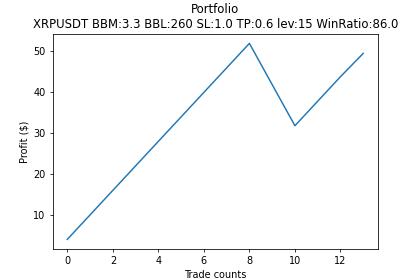 Portfolio
XRPUSDT BBM:3.3 BBL:260 SL:1.0 TP:0.6 lev:15 WinRatio:86.0
50
40
30
20
10
Profit ($)
0 2 4 6 8 10 12
Trade counts